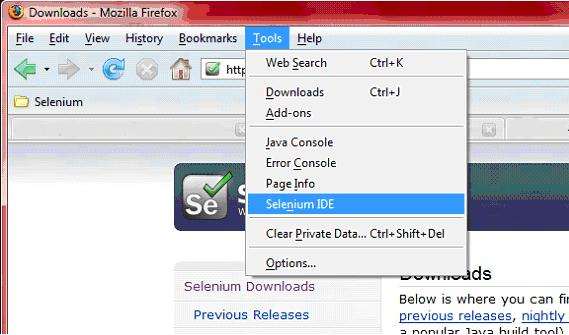 Downloads - Mozilla Firefox
File Edit View History Bookmarks Tools Help
Web Search Ctrl+K
Downloads Ctrl+J
Add-ons
Java Console
Error Console
Page Info
Selenium IDE
Clear Private Data... Ctrl+Shift+Del
Options...
Selenium
Se
Selenium Downloads
Previous Releases
Downloads
Below is where you can fi
previous releases, nightly
a popular Java build tool)